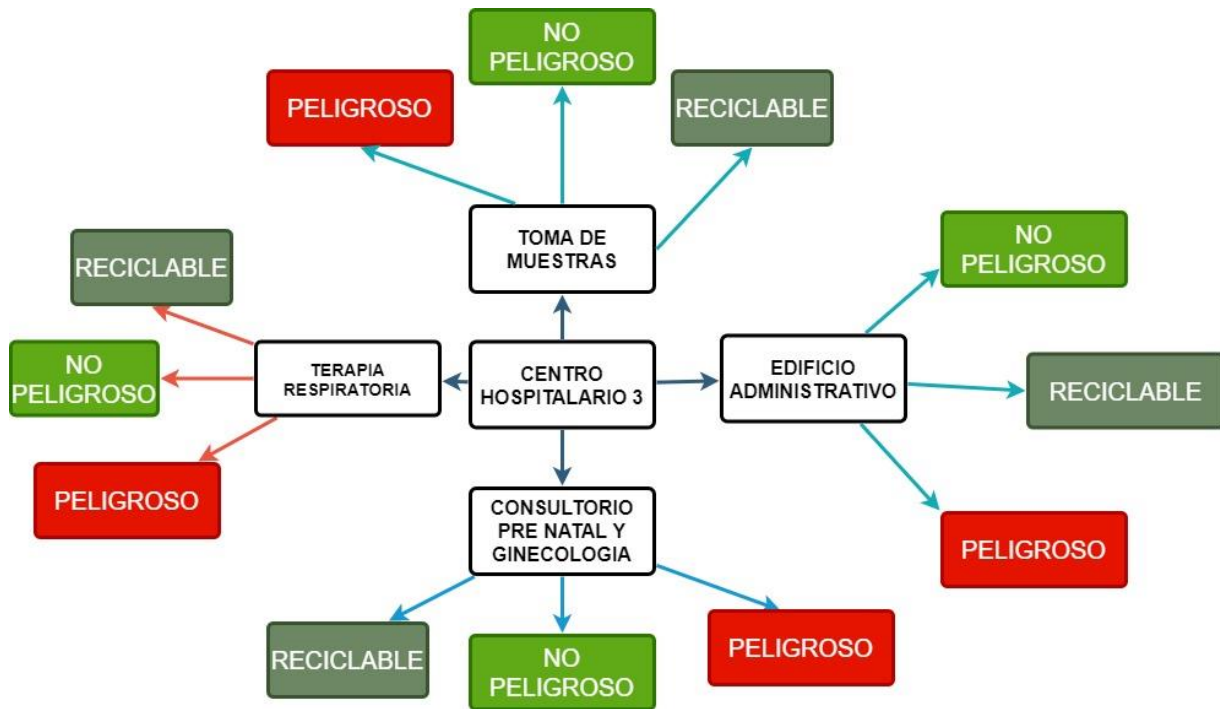 NO
PELIGROSO
PELIGROSO
RECICLABLE
TOMA DE
MUESTRAS
NO
PELIGROSO
RECICLABLE
NO
PELIGROSO
TERAPIA
RESPIRATORIA
CENTRO
HOSPITALARIO 3
EDIFICIO
ADMINISTRATIVO
RECICLABLE
PELIGROSO
CONSULTORIO
PRE NATAL Y
GINECOLOGIA
PELIGROSO
RECICLABLE
NO
PELIGROSO
PELIGROSO